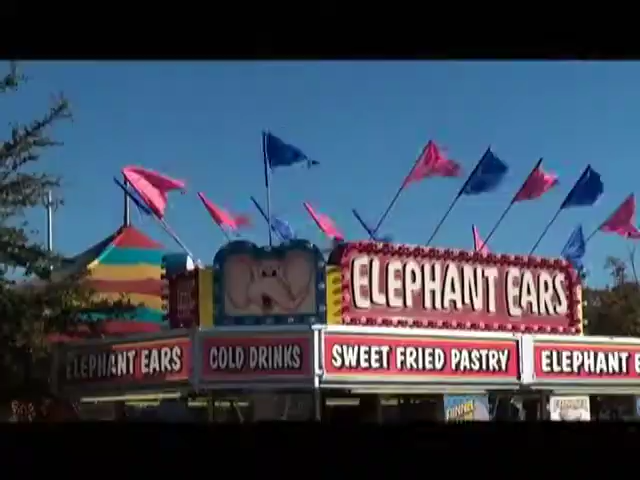 ELEPHANT EARS
ELEPHANT EARS
COLD DRINKS
SWEET FRIED PASTRY
ELEPHANT E